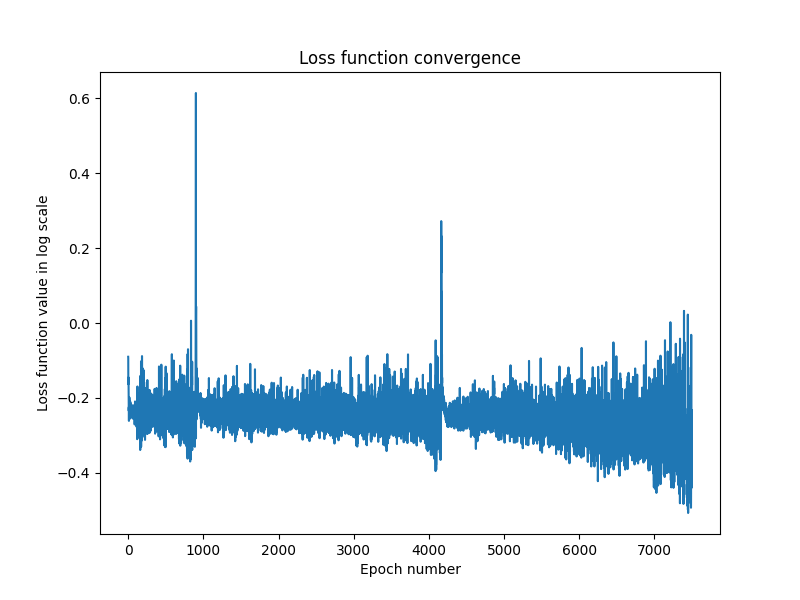 Loss function convergence
Loss function value in log scale
0.6
0.4
0.2
0.0
−0.2
−0.4
0 1000 2000 3000 4000 5000 6000 7000
Epoch number